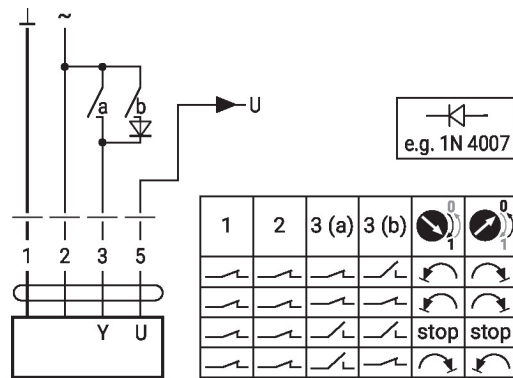 ⊥ ~
a b
U
e.g. 1N 4007
1 2 3 5
Y U
1 2 3 (a) 3 (b) 0 1 0 1
stop stop